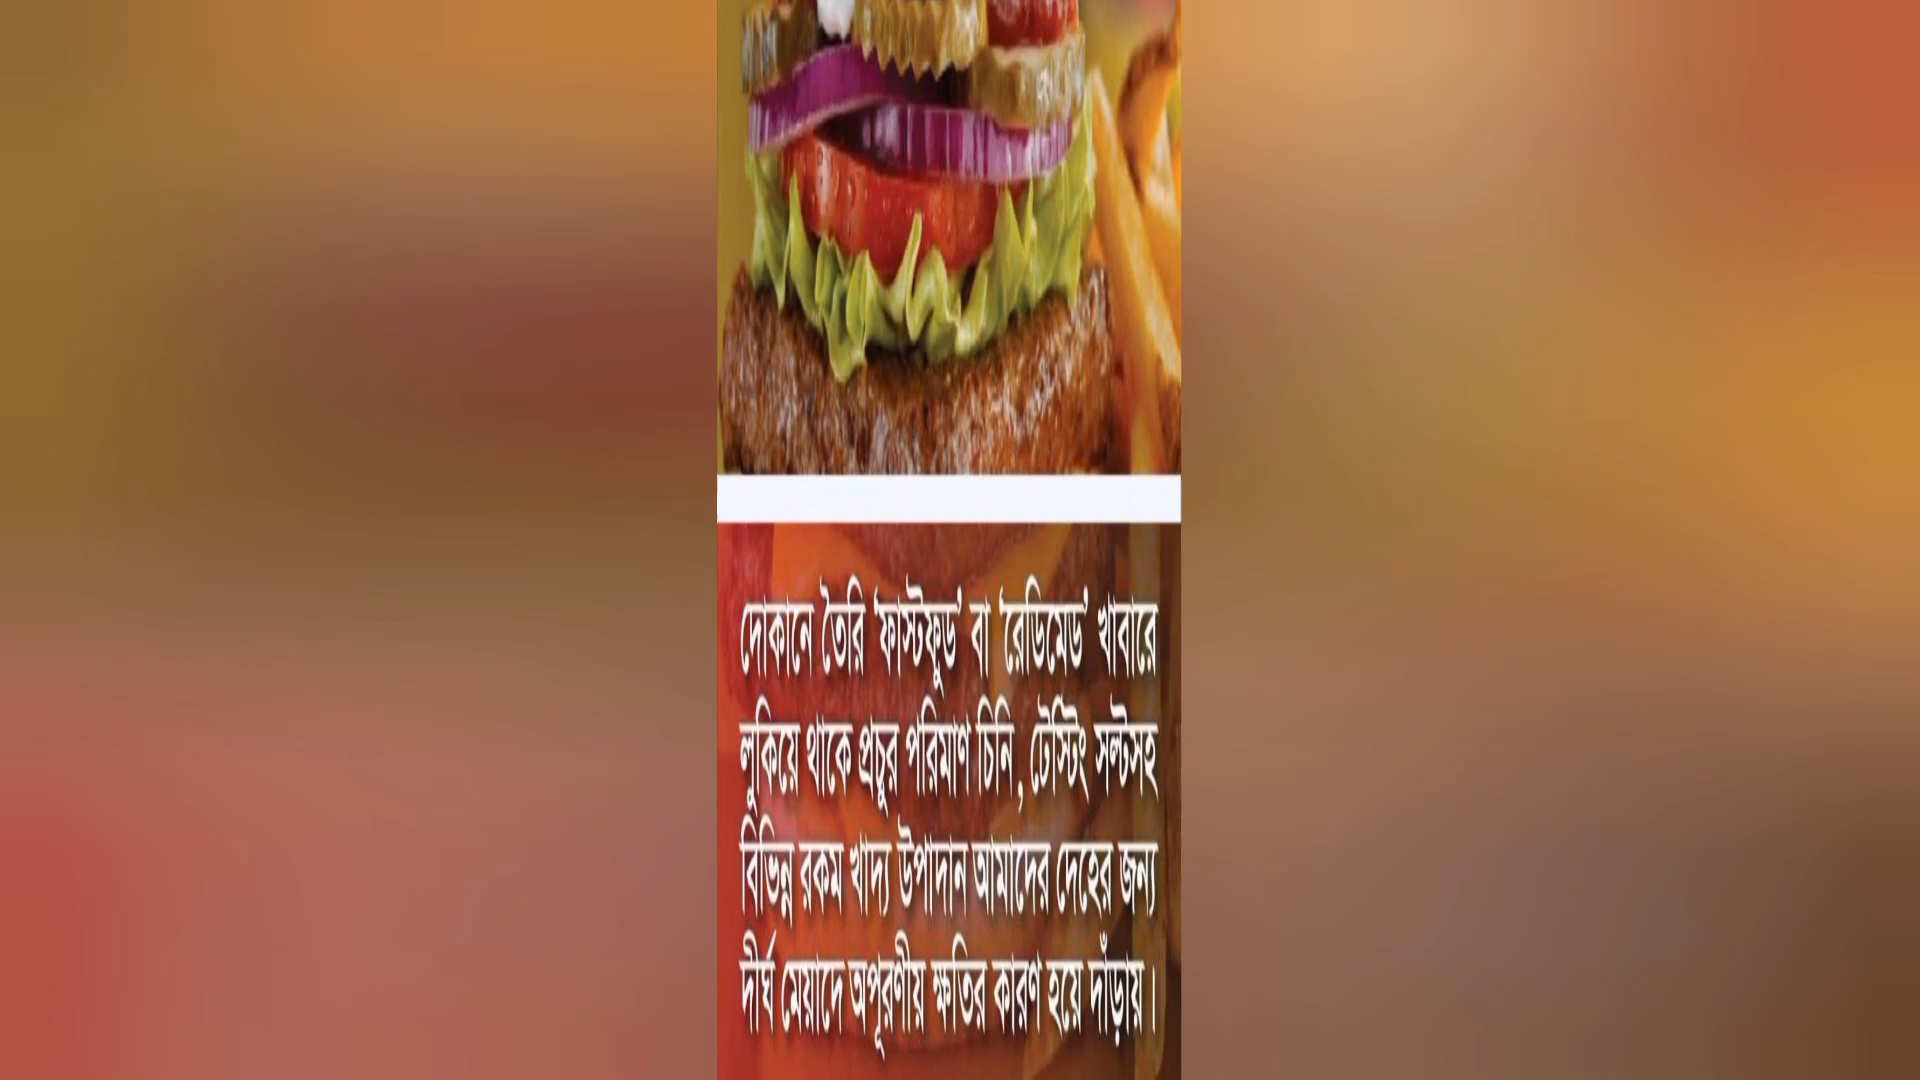 দোকানে তৈরি ‘ফাস্টফুড’ বা ‘রেডিমেড’ খাবারে
লুকিয়ে থাকে প্রচুর পরিমাণ চিনি, টেস্টিং সল্টসহ
বিভিন্ন রকম খাদ্য উপাদান আমাদের দেহের জন্য
দীর্ঘ মেয়াদে অপূরণীয় ক্ষতির কারণ হয়ে দাঁড়ায়।